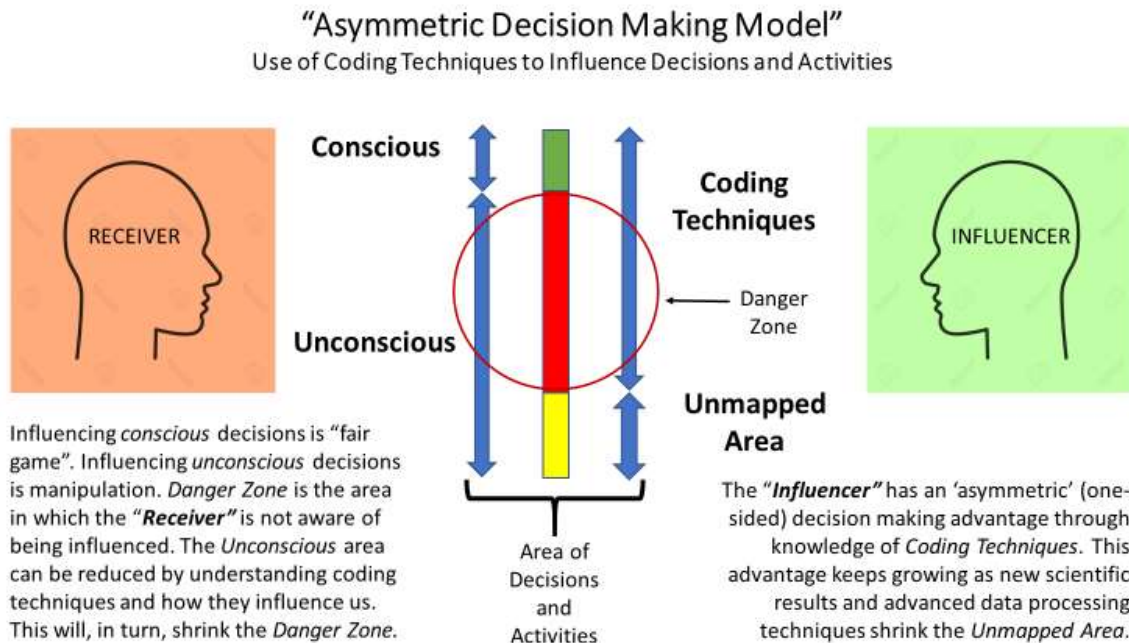 “Asymmetric Decision Making Model”
Use of Coding Techniques to Influence Decisions and Activities
RECEIVER
Conscious
Unconscious
Coding
Techniques
Danger
Zone
Unmapped
Area
INFLUENCER
Influencing conscious decisions is “fair
game”. Influencing unconscious decisions
is manipulation. Danger Zone is the area
in which the “Receiver” is not aware of
being influenced. The Unconscious area
can be reduced by understanding coding
techniques and how they influence us.
This will, in turn, shrink the Danger Zone.
Area of
Decisions
and
Activities
The “Influencer” has an ‘asymmetric’ (one-
sided) decision making advantage through
knowledge of Coding Techniques. This
advantage keeps growing as new scientific
results and advanced data processing
techniques shrink the Unmapped Area.